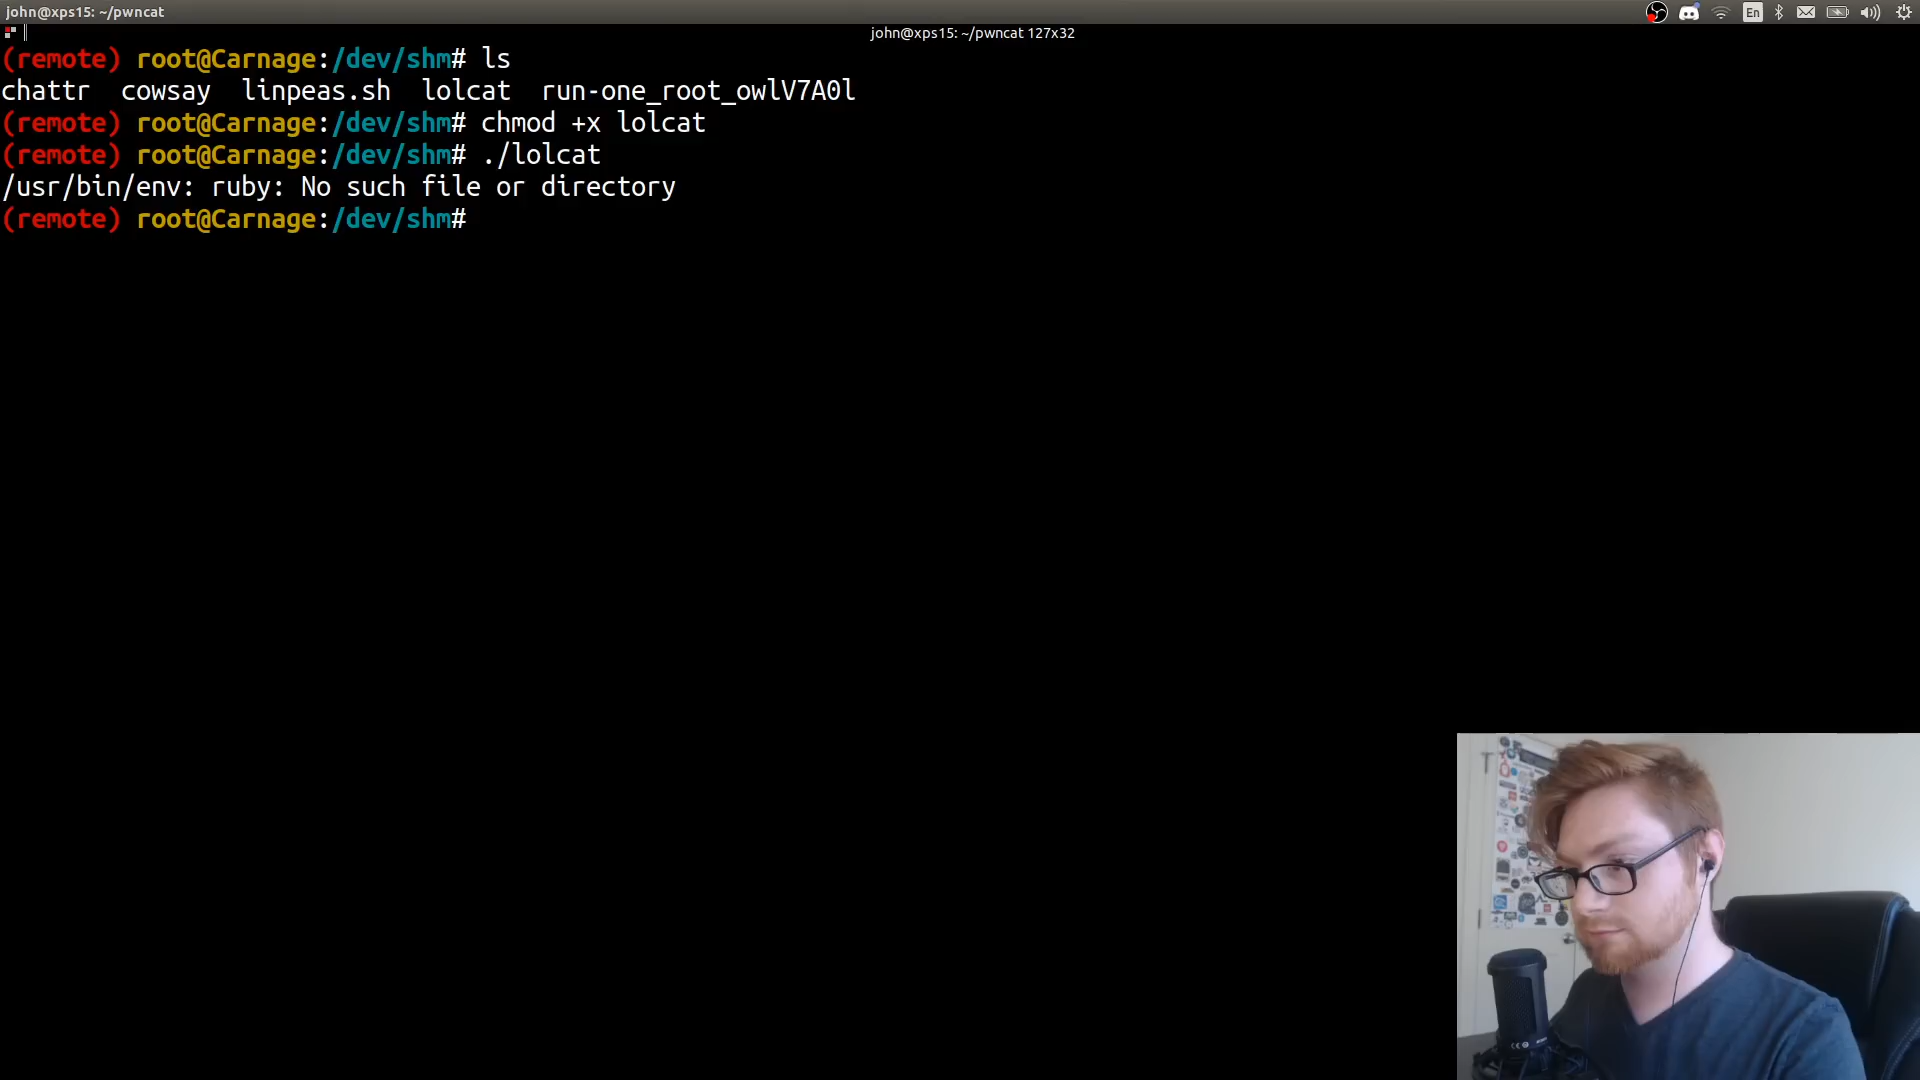 john@xps15: ~/pwncat
En
john@xps15: ~/pwncat 127x32
(remote) root@Carnage:/dev/shm# ls
chattr cowsay linpeas.sh lolcat run-one_root_owlV7A0l
(remote) root@Carnage:/dev/shm# chmod +x lolcat
(remote) root@Carnage:/dev/shm# ./lolcat
/usr/bin/env: ruby: No such file or directory
(remote) root@Carnage:/dev/shm#